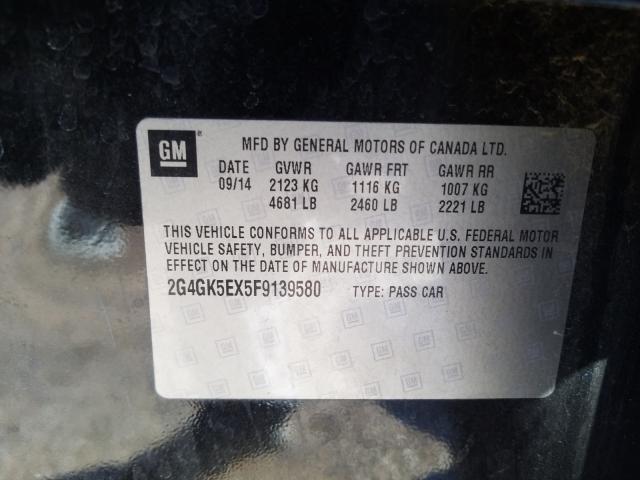 GM
MFD BY GENERAL MOTORS OF CANADA LTD.
DATE GVWR GAWR FRT GAWR RR
09/14 2123 KG 1116 KG 1007 KG
4681 LB 2460 LB 2221 LB
THIS VEHICLE CONFORMS TO ALL APPLICABLE U.S. FEDERAL MOTOR
VEHICLE SAFETY, BUMPER, AND THEFT PREVENTION STANDARDS IN
EFFECT ON THE DATE OF MANUFACTURE SHOWN ABOVE.
2G4GK5EX5F9139580 TYPE: PASS CAR